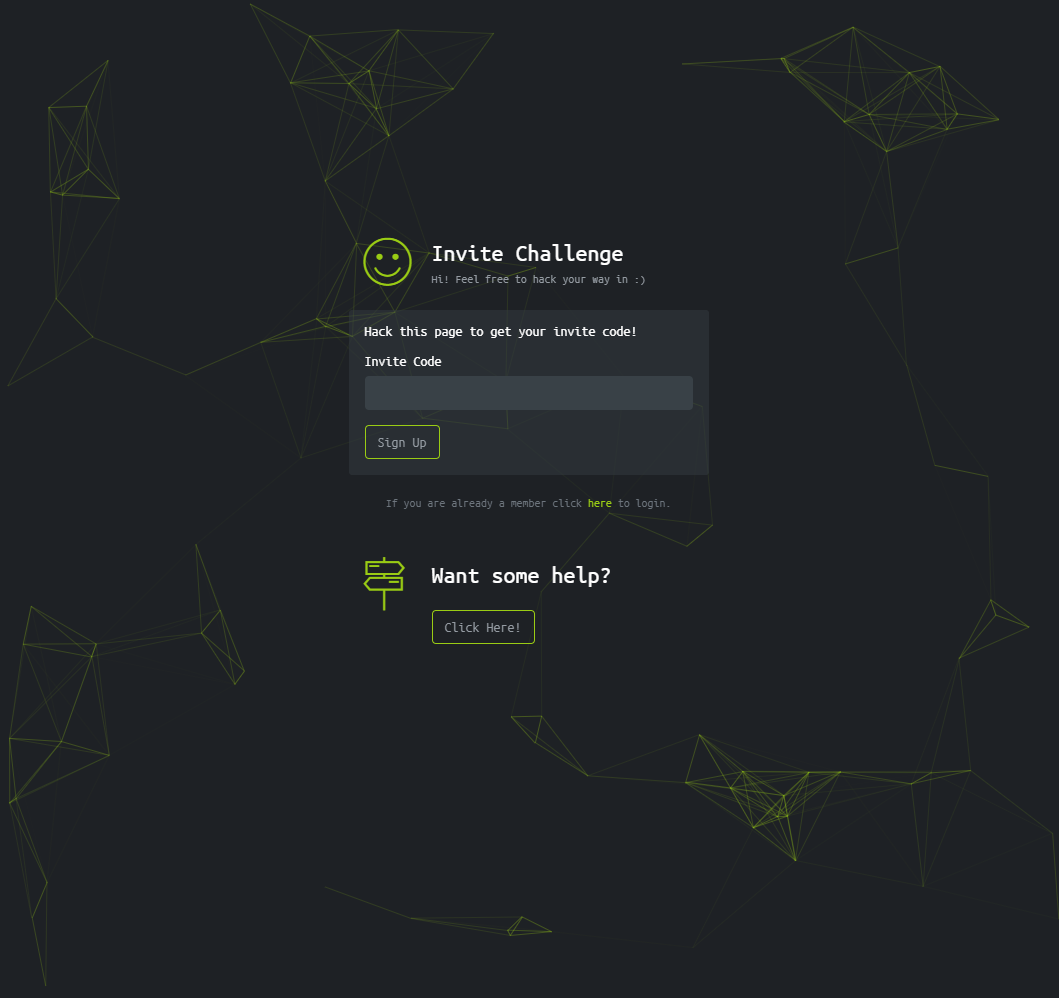 Invite Challenge
Hi! Feel free to hack your way in :)
Hack this page to get your invite code!
Invite Code
Sign Up
If you are already a member click here to login.
Want some help?
Click Here!